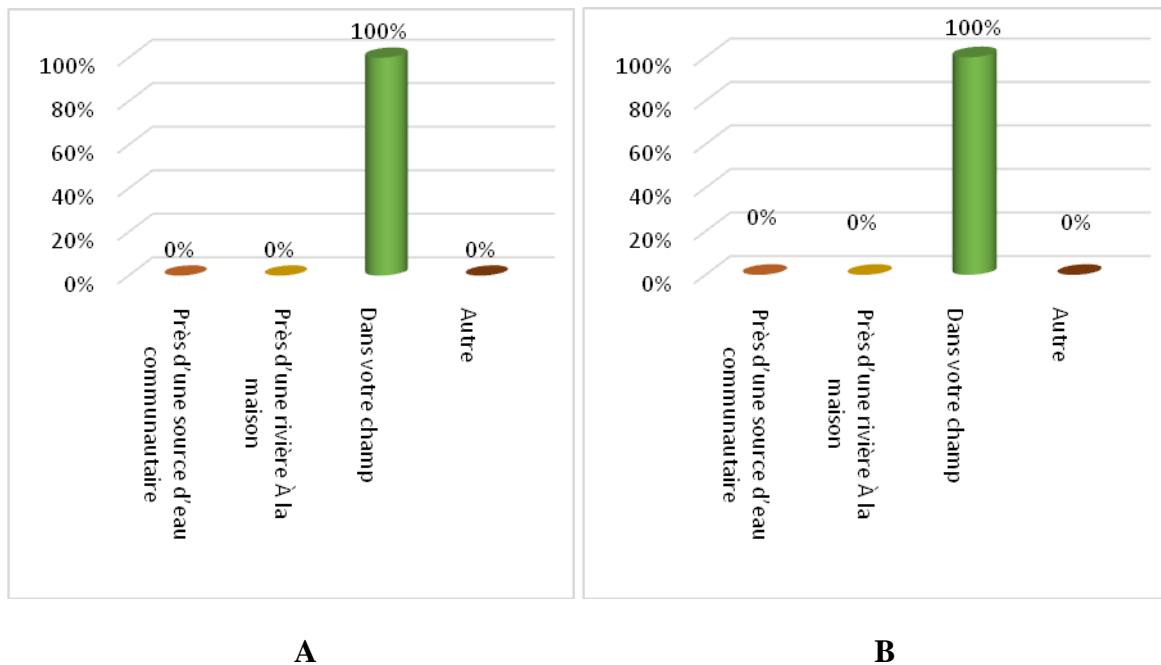 100%
100%
80%
60%
40%
20%
0%
0%
0%
0%
Près d'une source d'eau
communautaire
Près d'une rivière À la
maison
Dans votre champ
Autre
A
100%
100%
80%
60%
40%
20%
0%
0%
0%
0%
Près d'une source d'eau
communautaire
Près d'une rivière À la
maison
Dans votre champ
Autre
B